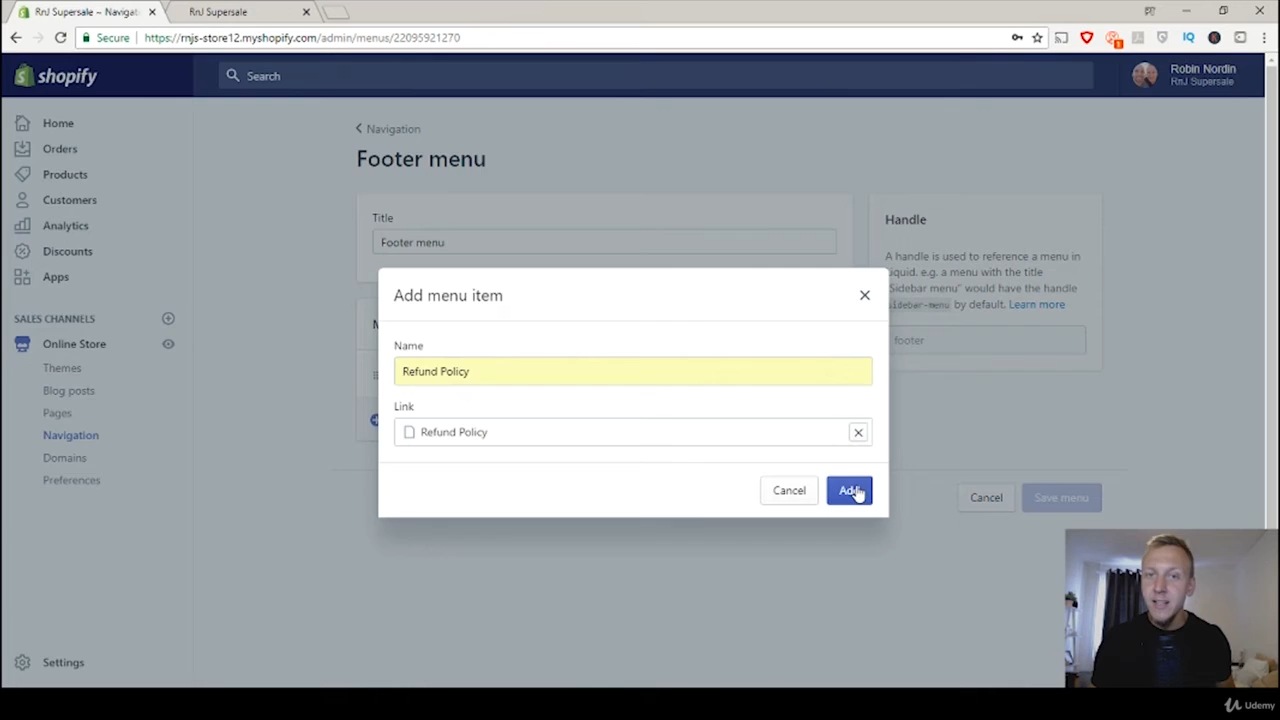 RnJ Supersale ~ Navigat
RnJ Supersale
Secure
https://rnjs-store12.myshopify.com/admin/menus/22095921270
shopify
Search
Robin Nordin
RnJ Supersale
Home
Orders
Products
Customers
Analytics
Discounts
Apps
SALES CHANNELS
Online Store
Themes
Blog posts
Pages
Navigation
Domains
Preferences
Settings
Navigation
Footer menu
Title
Footer menu
Handle
A handle is used to reference a menu in
Liquid. e.g. a menu with the title
"Sidebar menu" would have the handle
sidebar-menu by default. Learn more
footer
Add menu item
Name
Refund Policy
Link
Refund Policy
Cancel
Add
Cancel
Save menu
Udemy